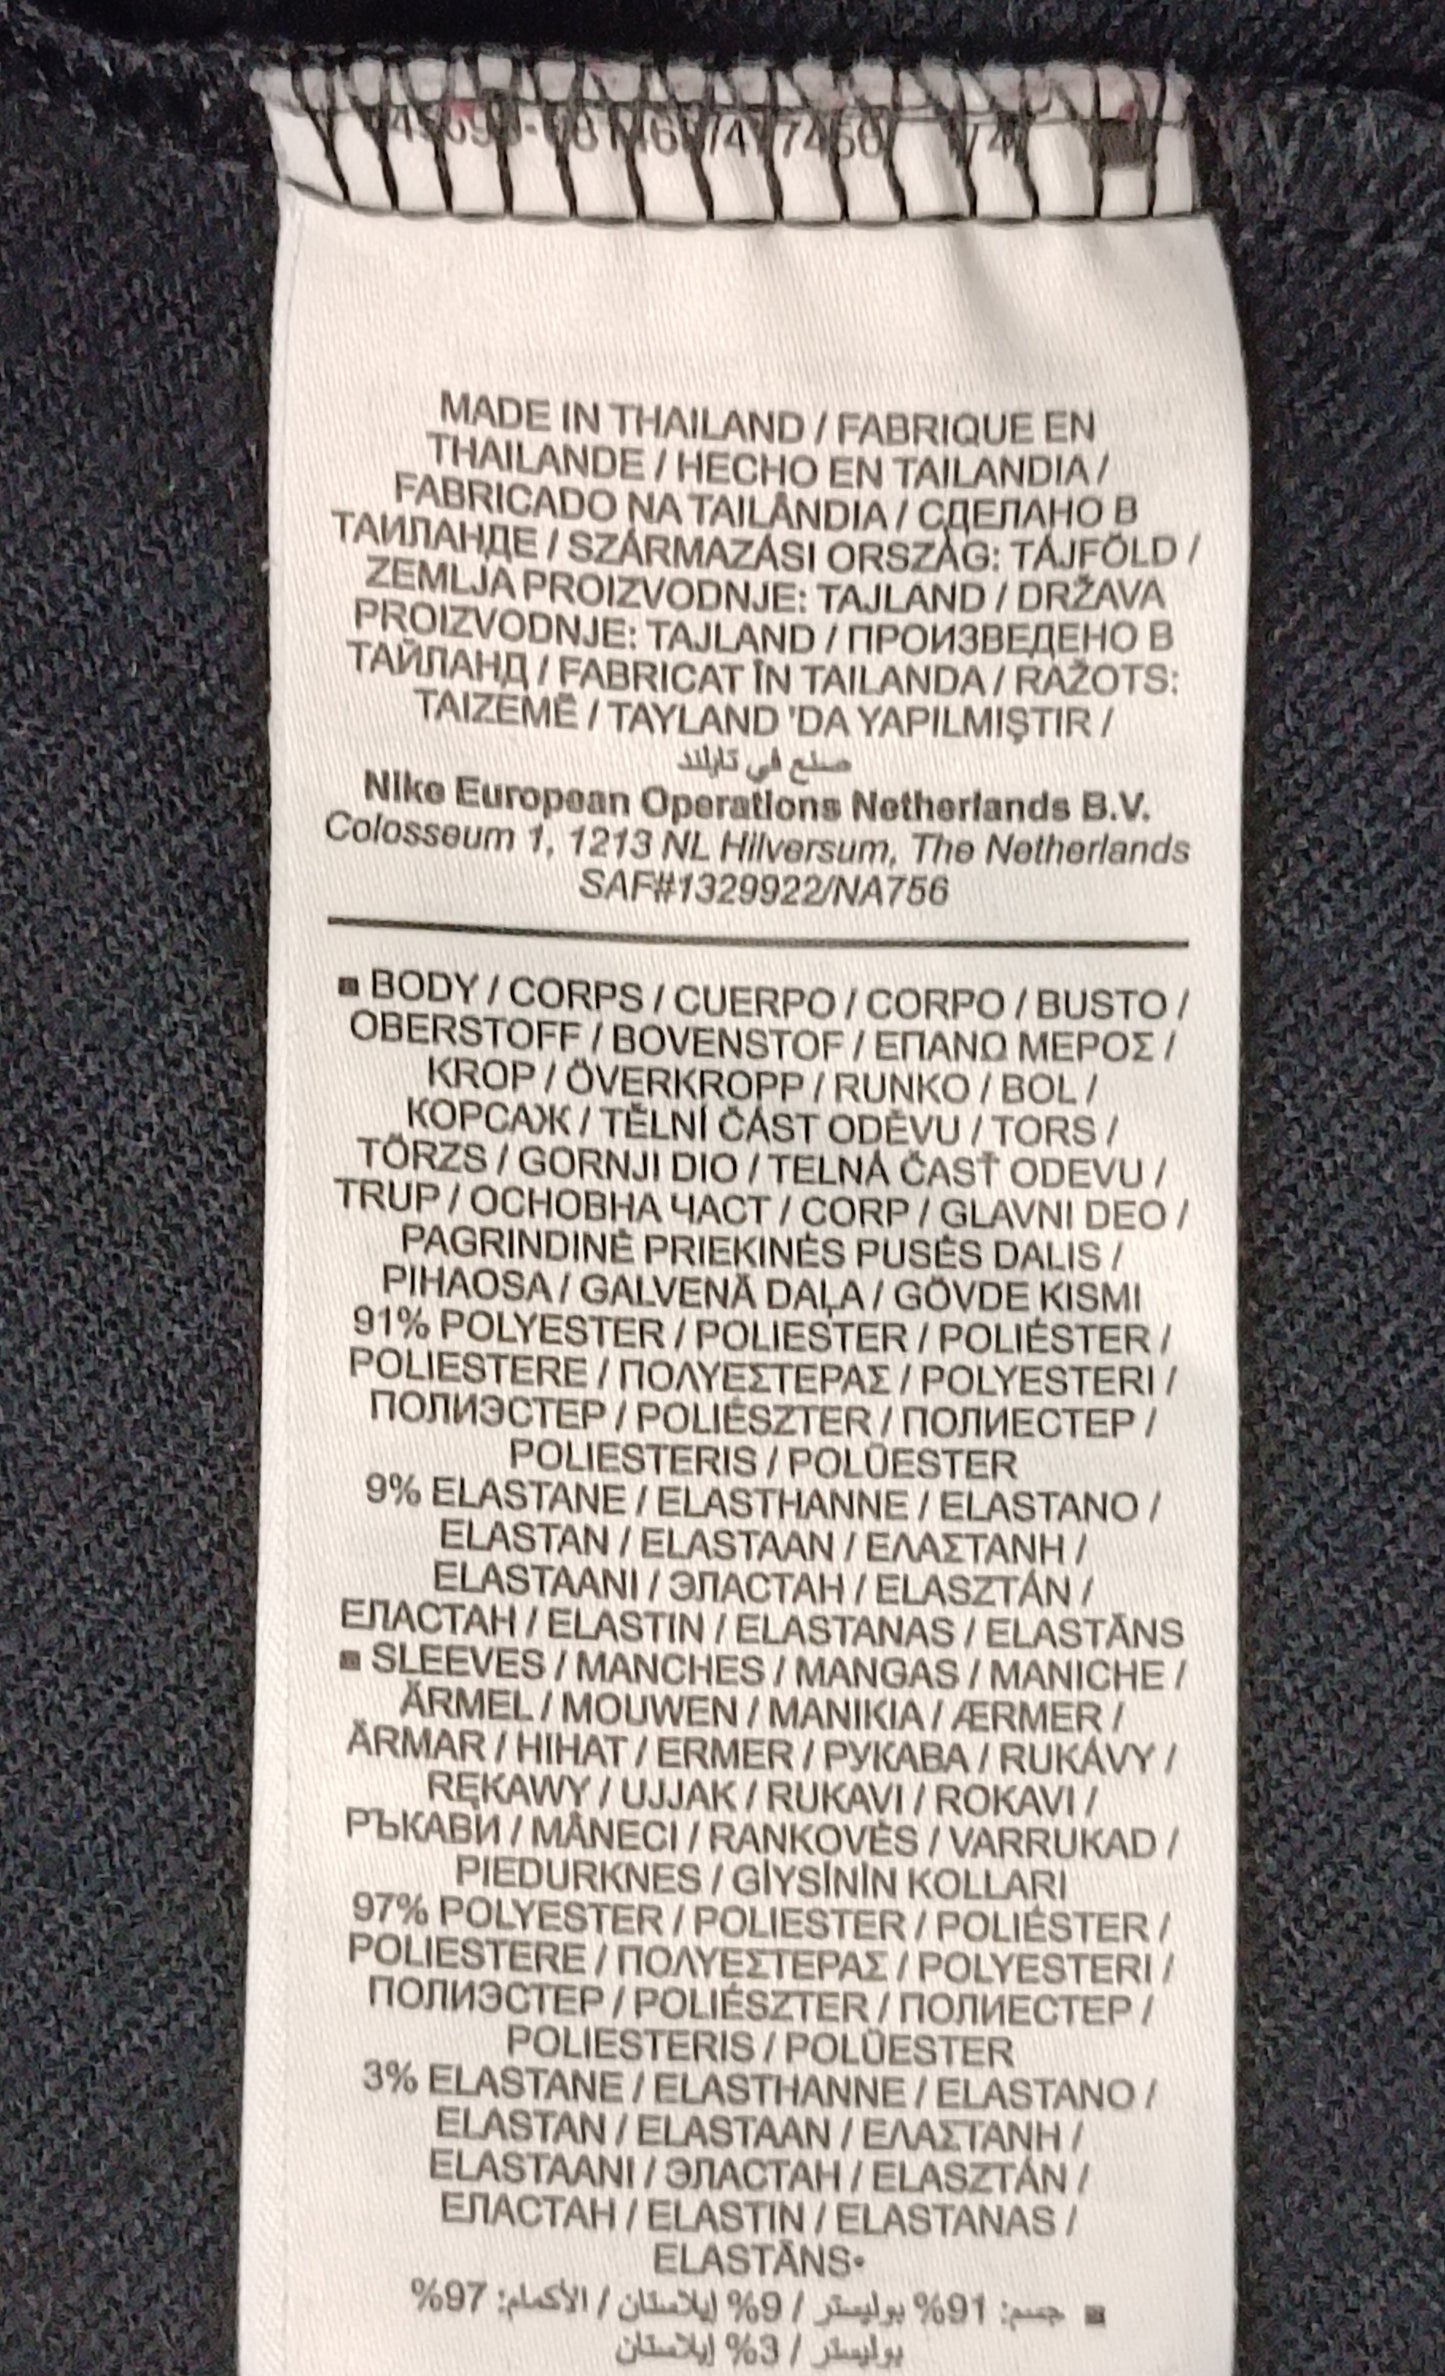 MADE IN THAILAND / FABRIQUE EN
THAILANDE / HECHO EN TAILANDIA /
FABRICADO NA TAILÂNDIA / СДЕЛАНО В
ТАИЛАНДЕ / SZÁRMAZÁSI ORSZÁG: TÁJFÖLD /
ZEMLJA PROIZVODNJE: TAJLAND / DRŽAVA
PROIZVODNJE: TAJLAND / ПРОИЗВЕДЕНО В
ТАЙЛАНД / FABRICAT ÎN TAILANDA / RAŽOTS:
TAIZEMĒ / TAYLAND 'DA YAPILMIŞTIR /
صنع في تايلند
Nike European Operations Netherlands B.V.
Colosseum 1, 1213 NL Hilversum, The Netherlands
SAF#1329922/NA756
▪ BODY / CORPS / CUERPO / CORPO / BUSTO /
OBERSTOFF / BOVENSTOF / ΕΠΑΝΩ ΜΕΡΟΣ /
KROP / ÖVERKROPP / RUNKO / BOL /
КОРСАЖ / TĚLNÍ ČÁST ODĚVU / TORS /
TÖRZS / GORNJI DIO / TELNÁ ČASŤ ODEVU /
TRUP / ОСНОВНА ЧАСТ / CORP / GLAVNI DEO /
PAGRINDINĖ PRIEKINĖS PUSĖS DALIS /
PIHAOSA / GALVENĀ DAĻA / GÖVDE KISMI
91% POLYESTER / POLIESTER / POLIÉSTER /
POLIESTERE / ΠΟΛΥΕΣΤΕΡΑΣ / POLYESTERI /
ПОЛИЭСТЕР / POLIÉSZTER / ПОЛИЕСТЕР /
POLIESTERIS / POLÜESTER
9% ELASTANE / ELASTHANNE / ELASTANO /
ELASTAN / ELASTAAN / ΕΛΑΣΤΑΝΗ /
ELASTAANI / ЭЛАСТАН / ELASZTÁN /
ЕЛАСТАН / ELASTIN / ELASTANAS / ELASTĀNS
▪ SLEEVES / MANCHES / MANGAS / MANICHE /
ÄRMEL / MOUWEN / MANIKIA / ÆRMER /
ÄRMAR / HIHAT / ERMER / РУКАВА / RUKÁVY /
RĘKAWY / UJJAK / RUKAVI / ROKAVI /
РЪКАВИ / MÂNECI / RANKOVĖS / VARRUKAD /
PIEDURKNES / GİYSİNİN KOLLARI
97% POLYESTER / POLIESTER / POLIÉSTER /
POLIESTERE / ΠΟΛΥΕΣΤΕΡΑΣ / POLYESTERI /
ПОЛИЭСТЕР / POLIÉSZTER / ПОЛИЕСТЕР /
POLIESTERIS / POLÜESTER
3% ELASTANE / ELASTHANNE / ELASTANO /
ELASTAN / ELASTAAN / ΕΛΑΣΤΑΝΗ /
ELASTAANI / ЭЛАСТАН / ELASZTÁN /
ЕЛАСТАН / ELASTIN / ELASTANAS /
ELASTĀNS•
▪ جسم: 91% بوليستر / 9% إيلاستان / الأكمام: 97%
بوليستر / 3% إيلاستان